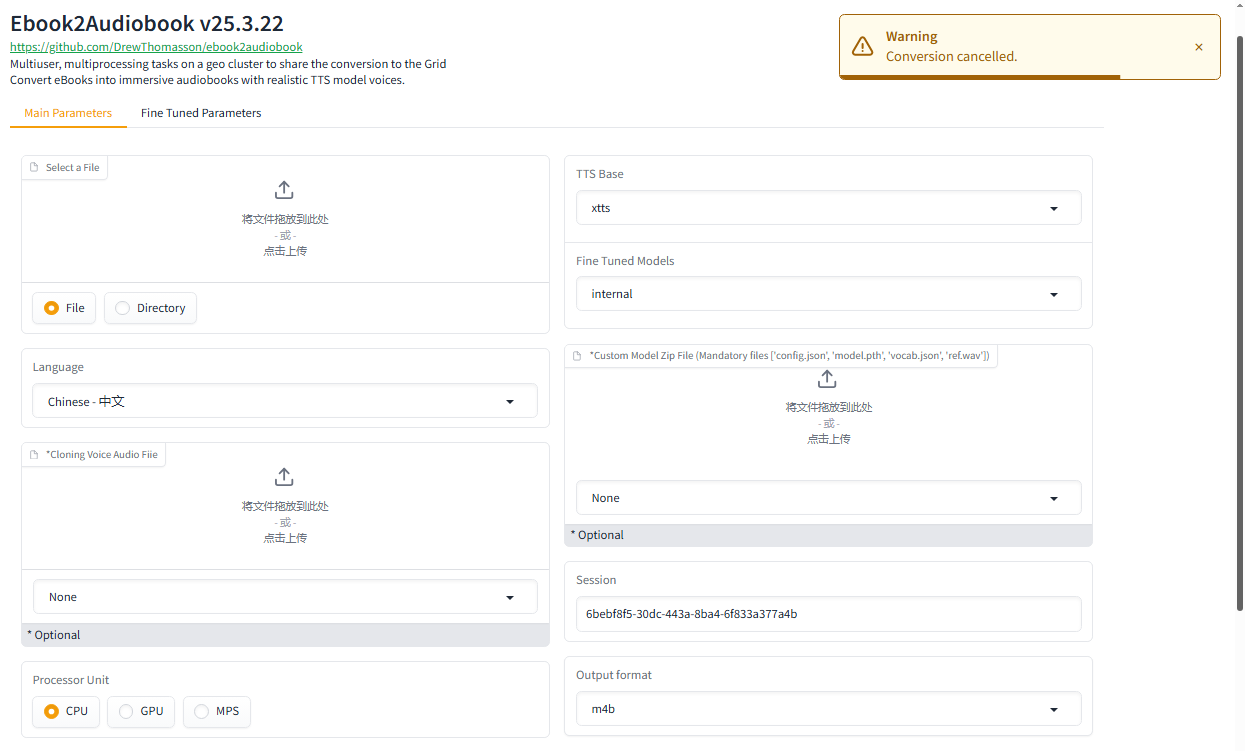 Ebook2Audiobook v25.3.22
https://github.com/DrewThomasson/ebook2audiobook
Multiuser, multiprocessing tasks on a geo cluster to share the conversion to the Grid
Convert eBooks into immersive audiobooks with realistic TTS model voices.
Warning
Conversion cancelled.
Main Parameters
Fine Tuned Parameters
Select a File
将文件拖放到此处
- 或 -
点击上传
File
Directory
Language
Chinese - 中文
*Cloning Voice Audio Fiie
将文件拖放到此处
- 或 -
点击上传
None
* Optional
Processor Unit
CPU
GPU
MPS
TTS Base
xtts
Fine Tuned Models
internal
*Custom Model Zip File (Mandatory files ['config.json', 'model.pth', 'vocab.json', 'ref.wav'])
将文件拖放到此处
- 或 -
点击上传
None
* Optional
Session
6bebf8f5-30dc-443a-8ba4-6f833a377a4b
Output format
m4b